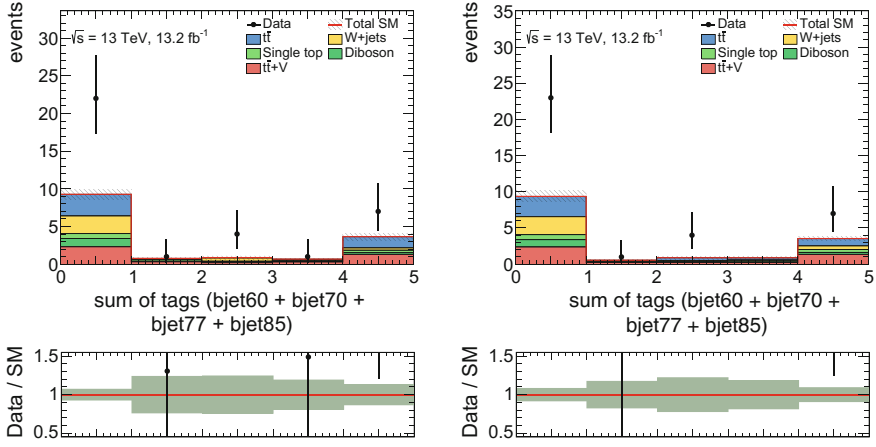 events
Data
Total SM
√s = 13 TeV, 13.2 fb⁻¹
tt̄
W+jets
Single top
Diboson
tt̄+V
35
30
25
20
15
10
5
0
0 1 2 3 4 5
sum of tags (bjet60 + bjet70 +
bjet77 + bjet85)
Data / SM
1.5
1
0.5
events
Data
Total SM
√s = 13 TeV, 13.2 fb⁻¹
tt̄
W+jets
Single top
Diboson
tt̄+V
35
30
25
20
15
10
5
0
0 1 2 3 4 5
sum of tags (bjet60 + bjet70 +
bjet77 + bjet85)
Data / SM
1.5
1
0.5